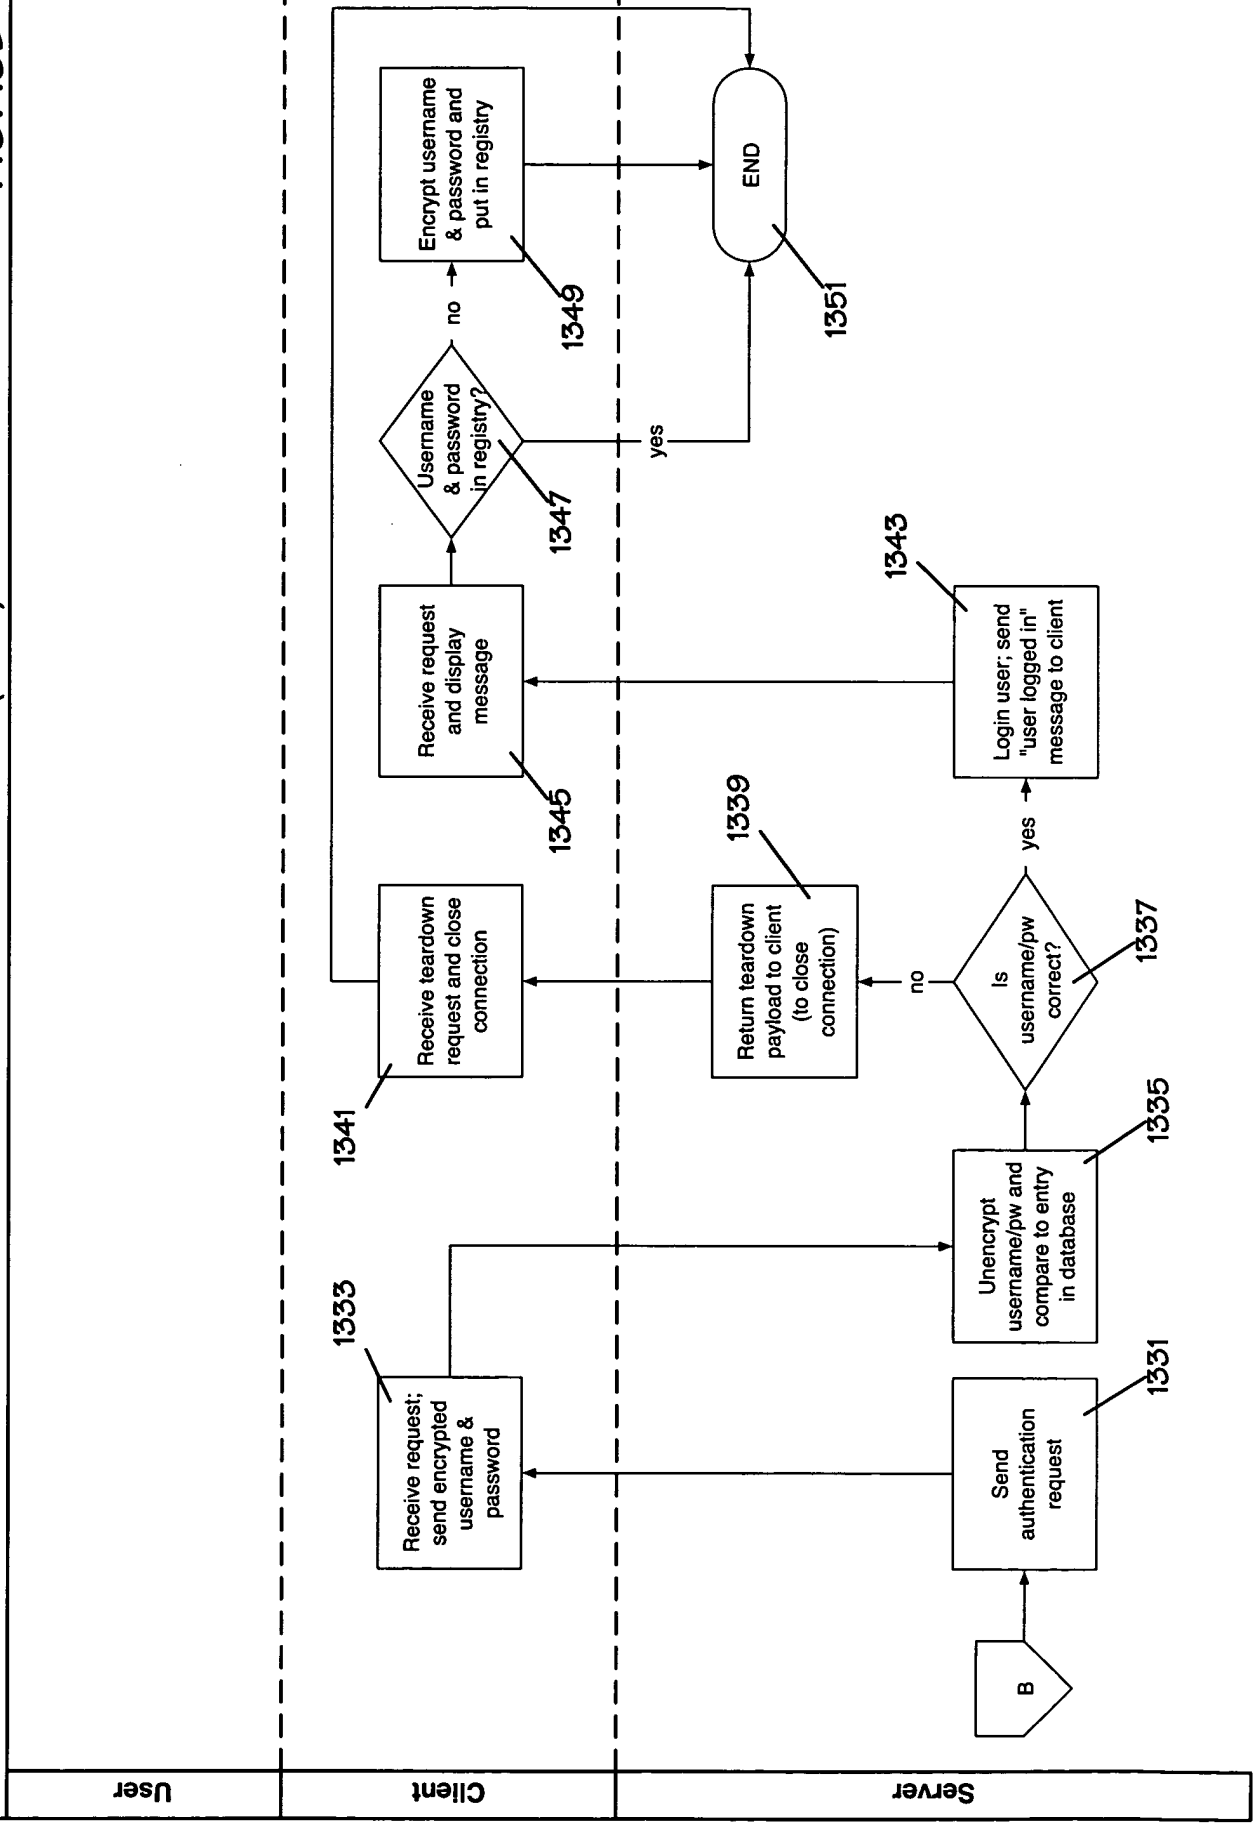 User
Client
Server
B
Send
authentication
request
1331
Receive request;
send encrypted
username &
password
1333
Unencrypt
username/pw and
compare to entry
in database
1335
Is
username/pw
correct?
1337
no
yes
Return teardown
payload to client
(to close
connection)
1339
Receive teardown
request and close
connection
1341
Login user; send
"user logged in"
message to client
1343
Receive request
and display
message
1345
Username
& password
in registry?
1347
no
yes
Encrypt username
& password and
put in registry
1349
END
1351